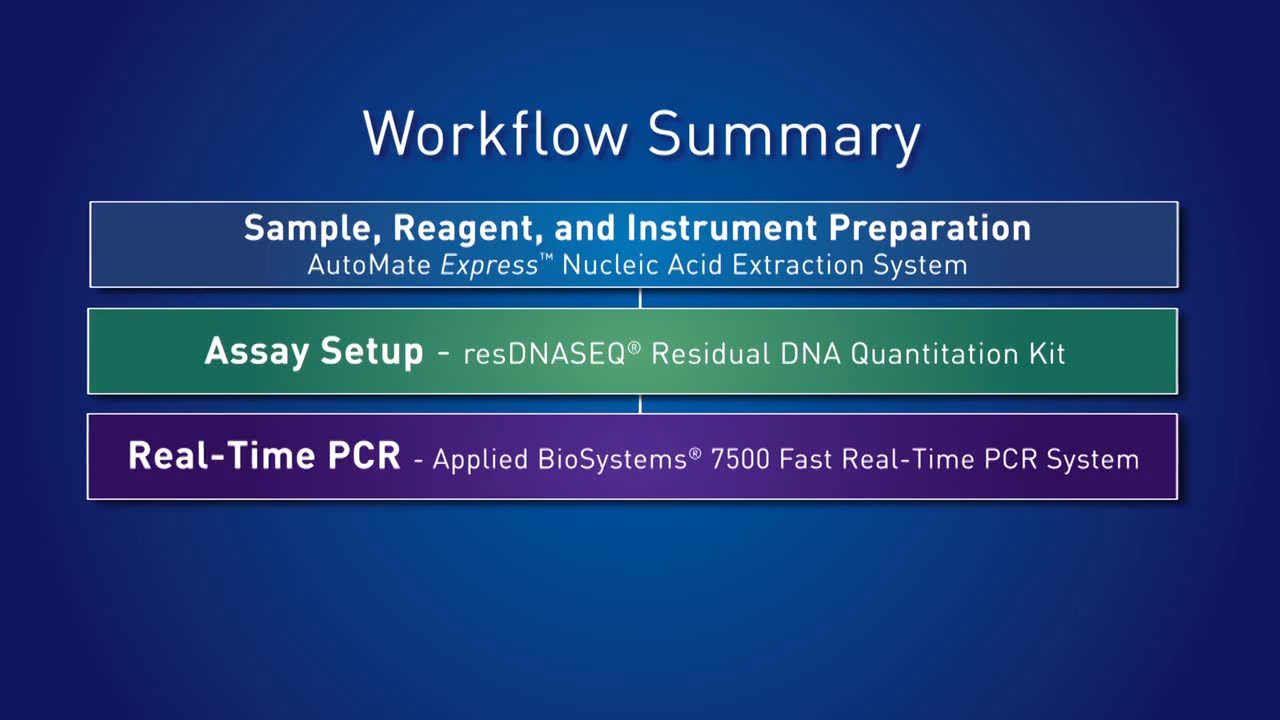 Workflow Summary
Sample, Reagent, and Instrument Preparation
AutoMate Express™ Nucleic Acid Extraction System
Assay Setup - resDNASEQ® Residual DNA Quantitation Kit
Real-Time PCR - Applied BioSystems® 7500 Fast Real-Time PCR System